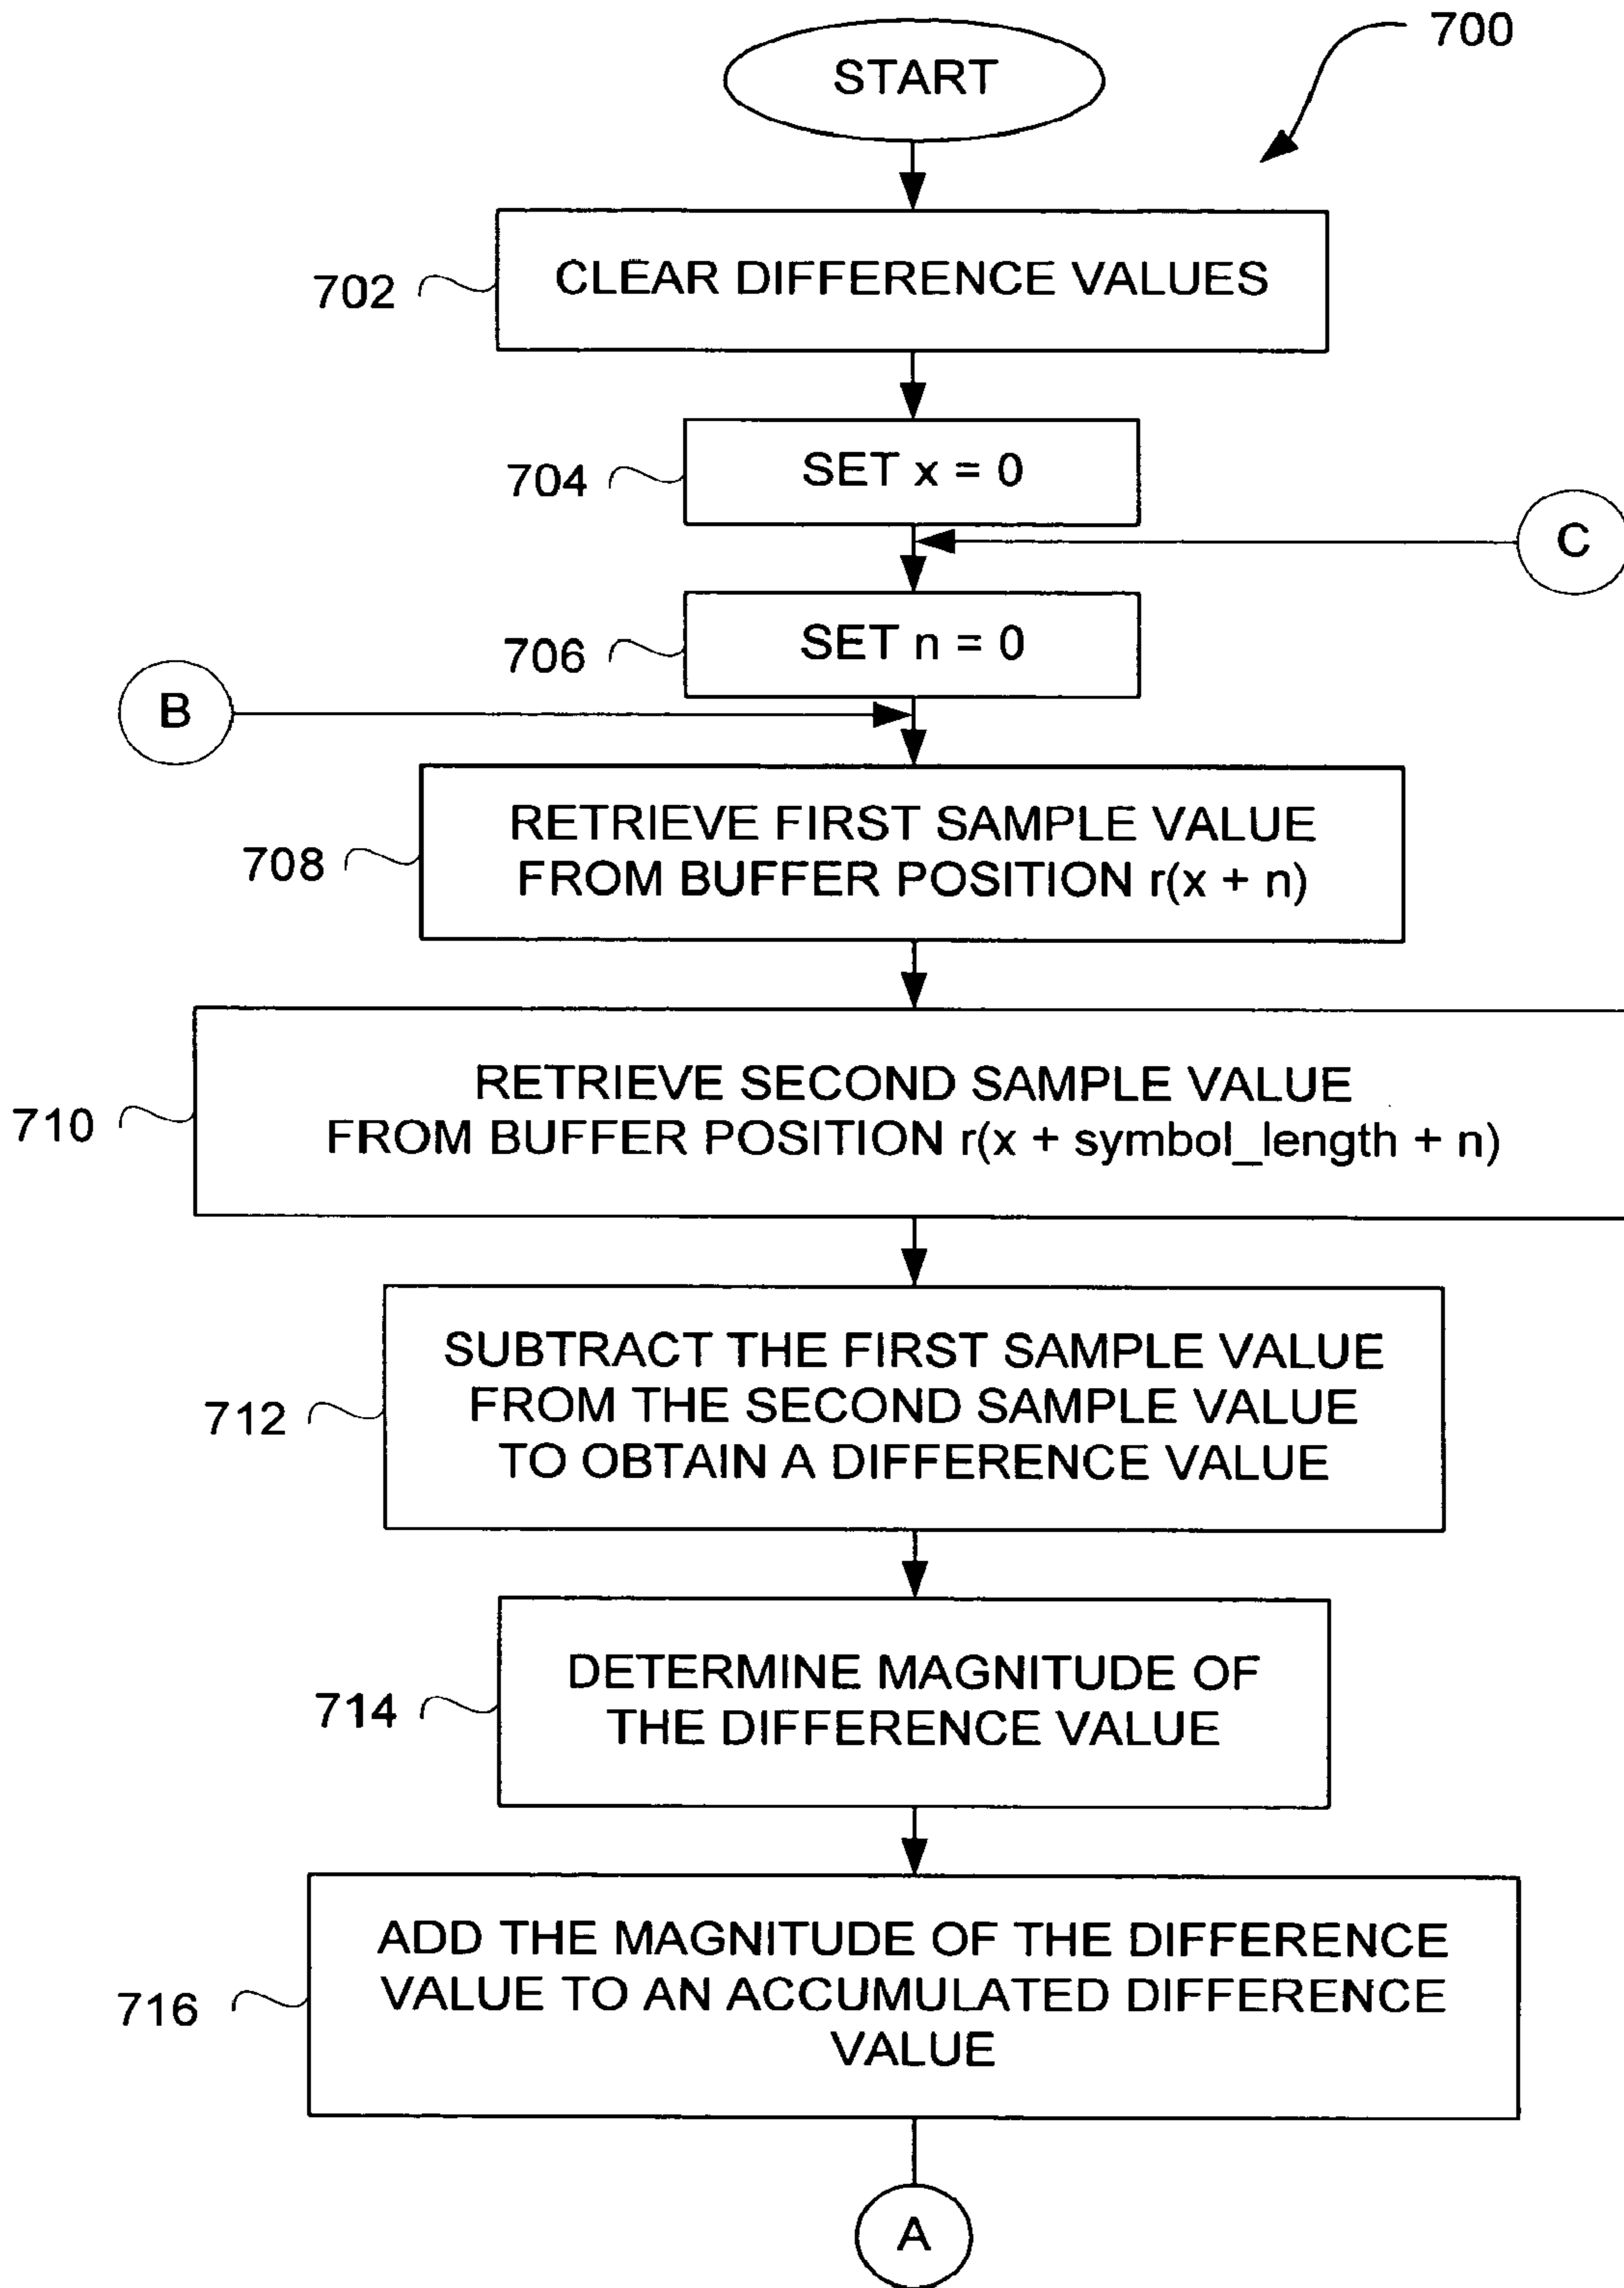 700
START
702
CLEAR DIFFERENCE VALUES
704
SET x = 0
C
706
SET n = 0
B
708
RETRIEVE FIRST SAMPLE VALUE
FROM BUFFER POSITION r(x + n)
710
RETRIEVE SECOND SAMPLE VALUE
FROM BUFFER POSITION r(x + symbol_length + n)
712
SUBTRACT THE FIRST SAMPLE VALUE
FROM THE SECOND SAMPLE VALUE
TO OBTAIN A DIFFERENCE VALUE
714
DETERMINE MAGNITUDE OF
THE DIFFERENCE VALUE
716
ADD THE MAGNITUDE OF THE DIFFERENCE
VALUE TO AN ACCUMULATED DIFFERENCE
VALUE
A